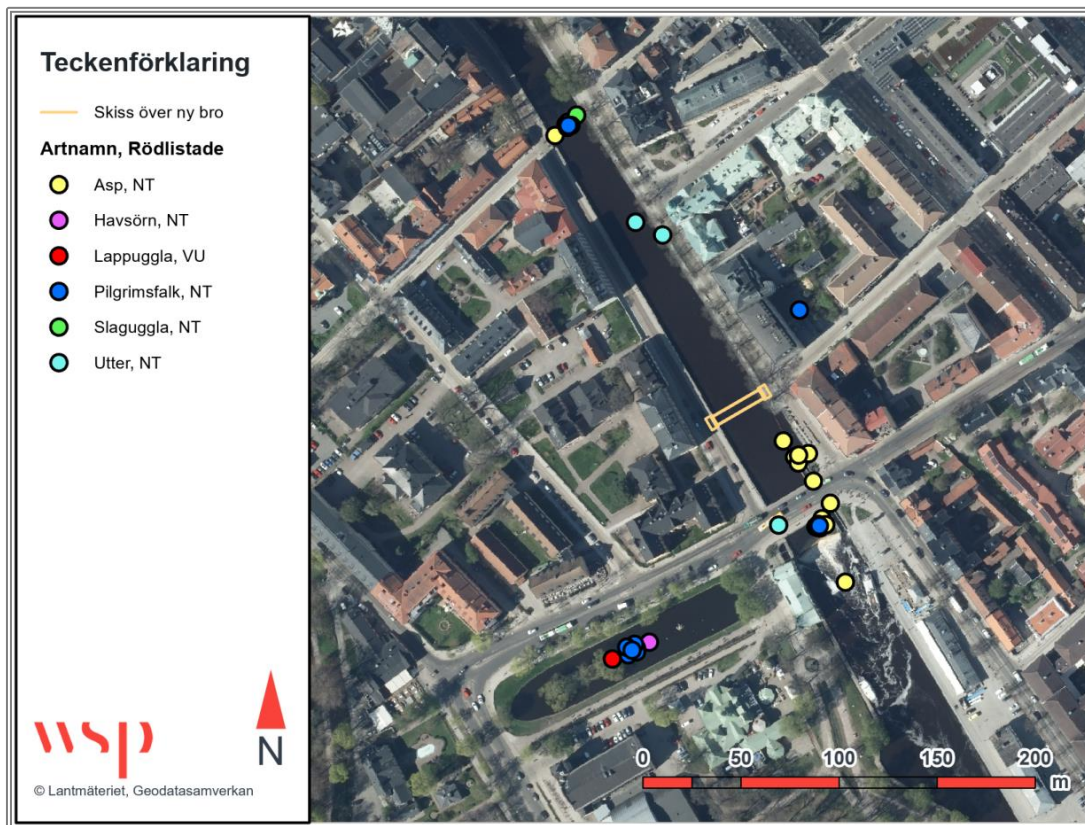 Teckenförklaring
Skiss över ny bro
Artnamn, Rödlistade
Asp, NT
Havsörn, NT
Lappuggla, VU
Pilgrimsfalk, NT
Slaguggla, NT
Utter, NT
wsp
N
© Lantmäteriet, Geodatasamverkan
0 50 100 150 200
m